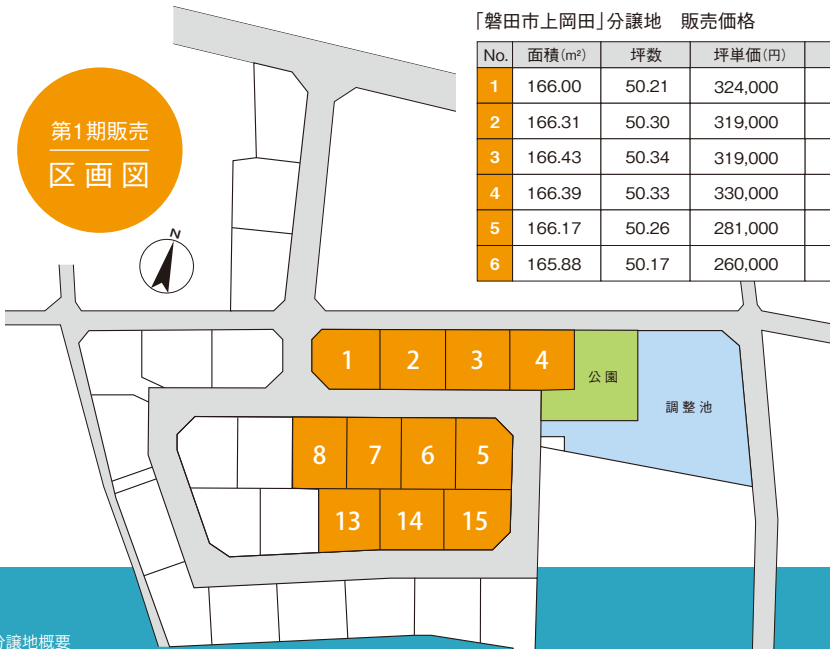 「磐田市上岡田」分譲地 販売価格
No. 面積(m²) 坪数 坪単価(円)
1 166.00 50.21 324,000
2 166.31 50.30 319,000
3 166.43 50.34 319,000
4 166.39 50.33 330,000
5 166.17 50.26 281,000
6 165.88 50.17 260,000
第1期販売
区画図
N
1 2 3 4
公園
調整池
8 7 6 5
13 14 15
分譲地概要